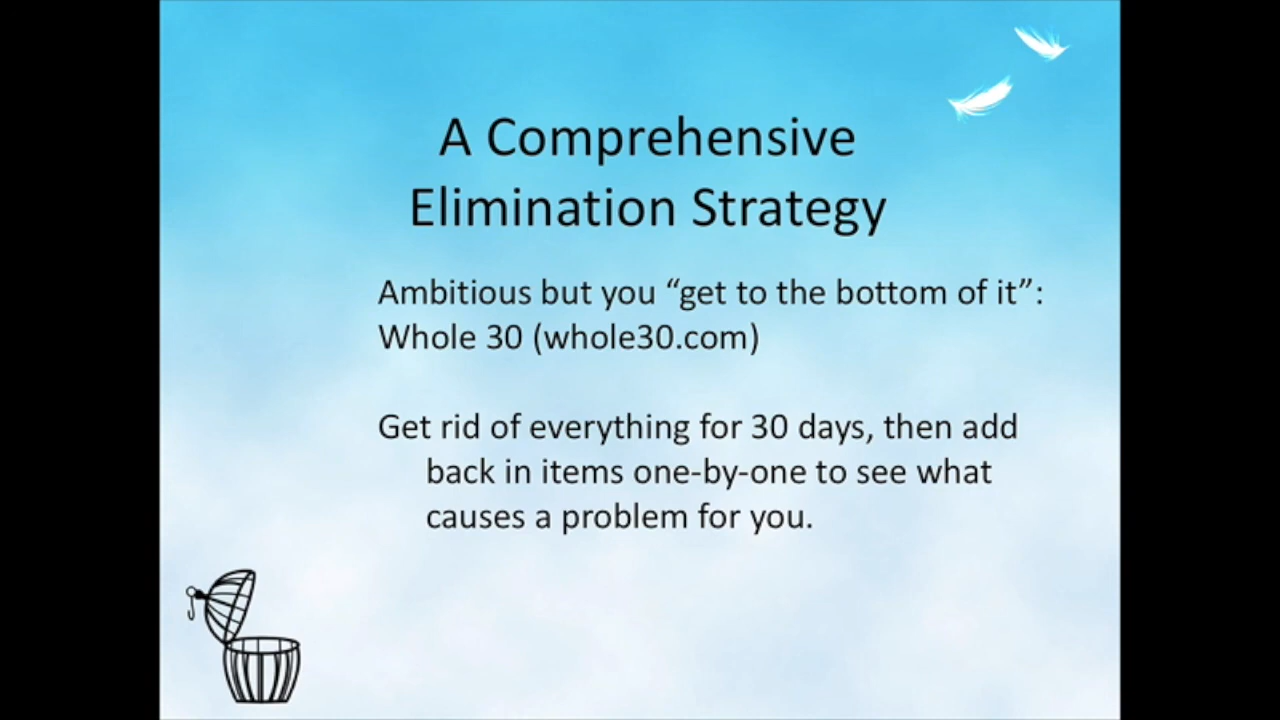 A Comprehensive
Elimination Strategy
Ambitious but you “get to the bottom of it”:
Whole 30 (whole30.com)
Get rid of everything for 30 days, then add
back in items one-by-one to see what
causes a problem for you.